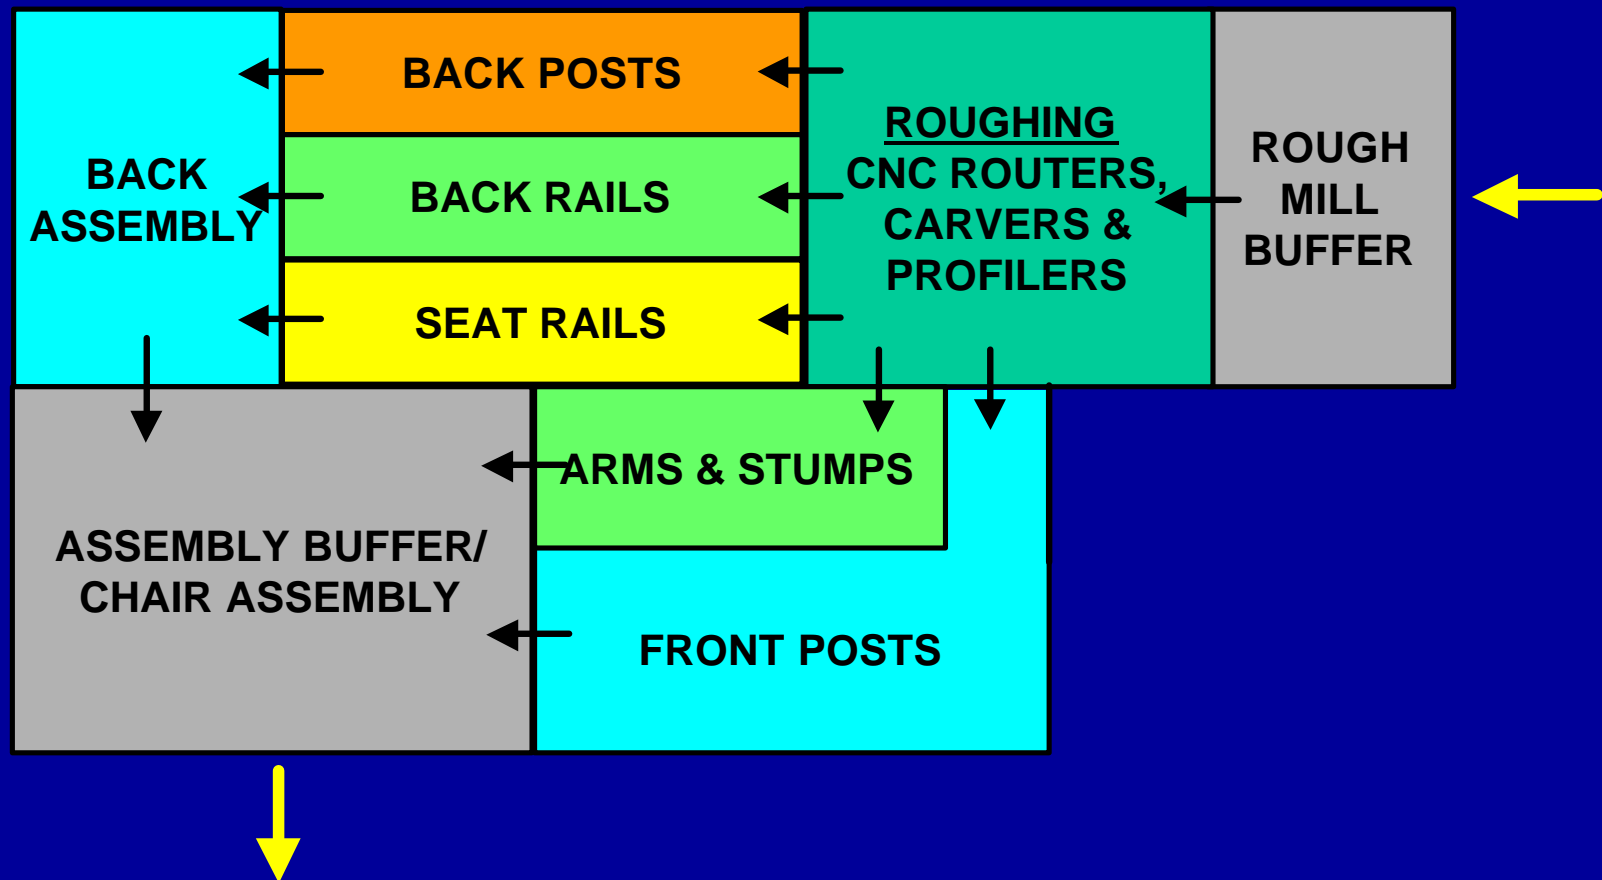 BACK POSTS
BACK RAILS
SEAT RAILS
BACK
ASSEMBLY
ROUGHING
CNC ROUTERS,
CARVERS &
PROFILERS
ROUGH
MILL
BUFFER
ARMS & STUMPS
ASSEMBLY BUFFER/
CHAIR ASSEMBLY
FRONT POSTS